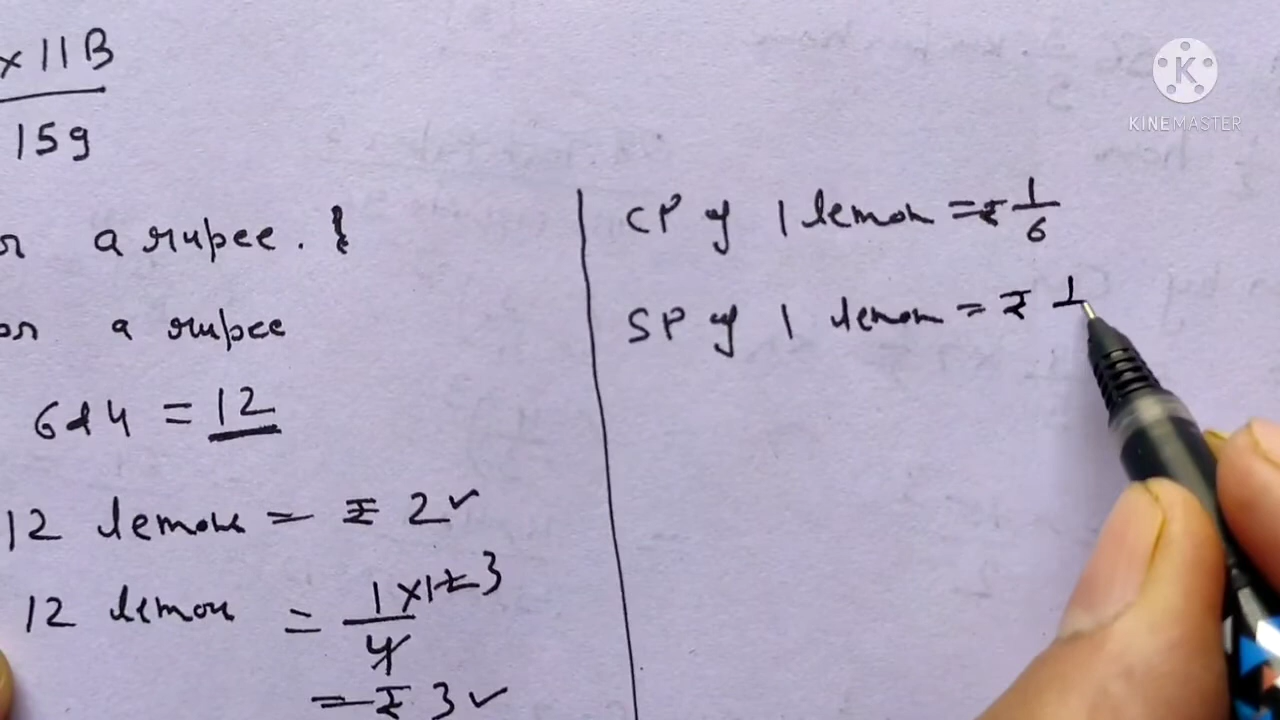 x 11B
159
a rupee.
a rupee
6 & 4 = 12
12 lemons = ₹ 2 ✓
12 lemon = 1 x 12 3
4
= ₹ 3 ✓
CP of 1 lemon = ₹ 1/6
SP of 1 lemon = ₹ 1
KINEMASTER